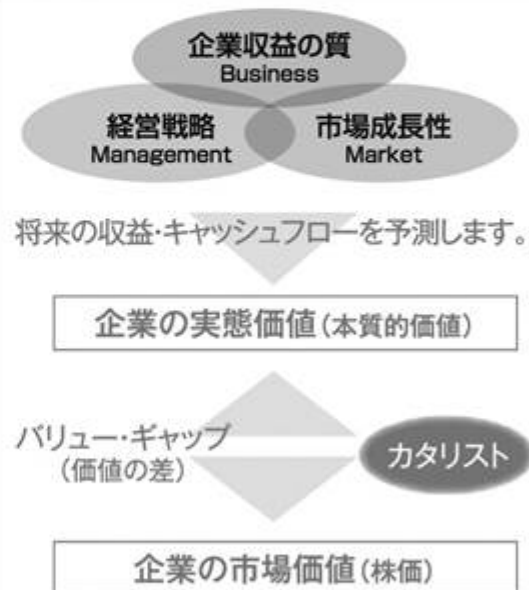 企業収益の質
Business
経営戦略
Management
市場成長性
Market
将来の収益・キャッシュフローを予測します。
企業の実態価値(本質的価値)
バリュー・ギャップ
(価値の差)
カタリスト
企業の市場価値(株価)